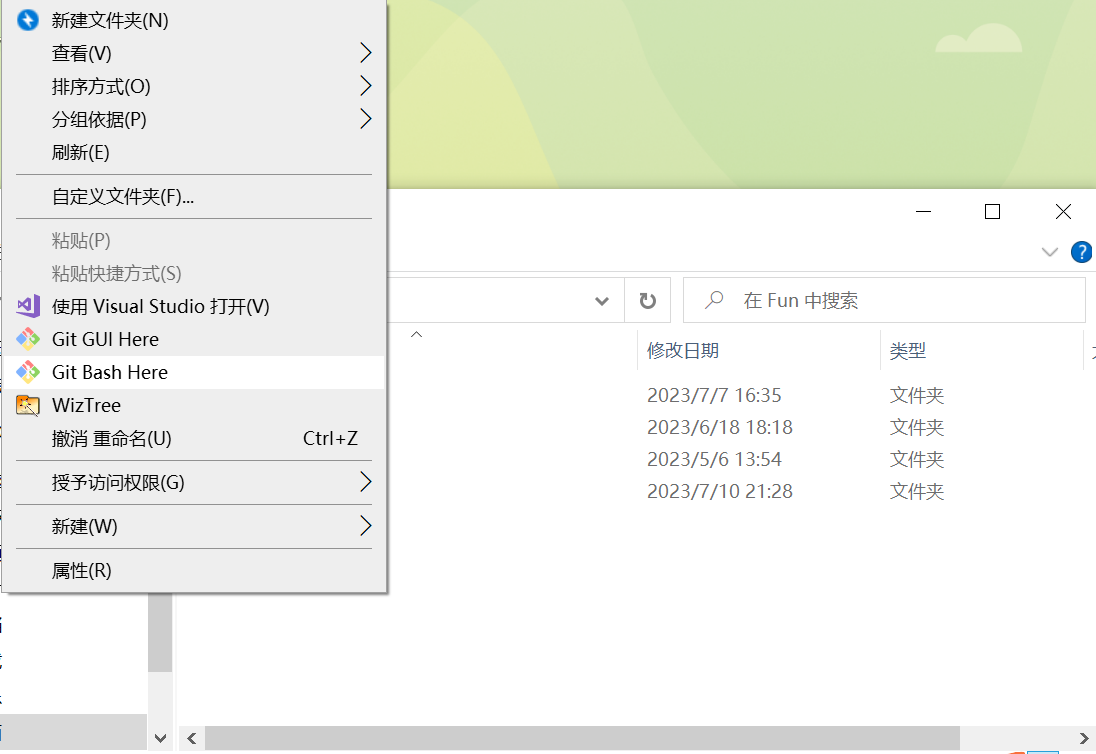 新建文件夹(N)
查看(V)
排序方式(O)
分组依据(P)
刷新(E)
自定义文件夹(F)...
粘贴(P)
粘贴快捷方式(S)
使用 Visual Studio 打开(V)
Git GUI Here
Git Bash Here
WizTree
撤消 重命名(U) Ctrl+Z
授予访问权限(G)
新建(W)
属性(R)
在 Fun 中搜索
修改日期 类型
2023/7/7 16:35 文件夹
2023/6/18 18:18 文件夹
2023/5/6 13:54 文件夹
2023/7/10 21:28 文件夹